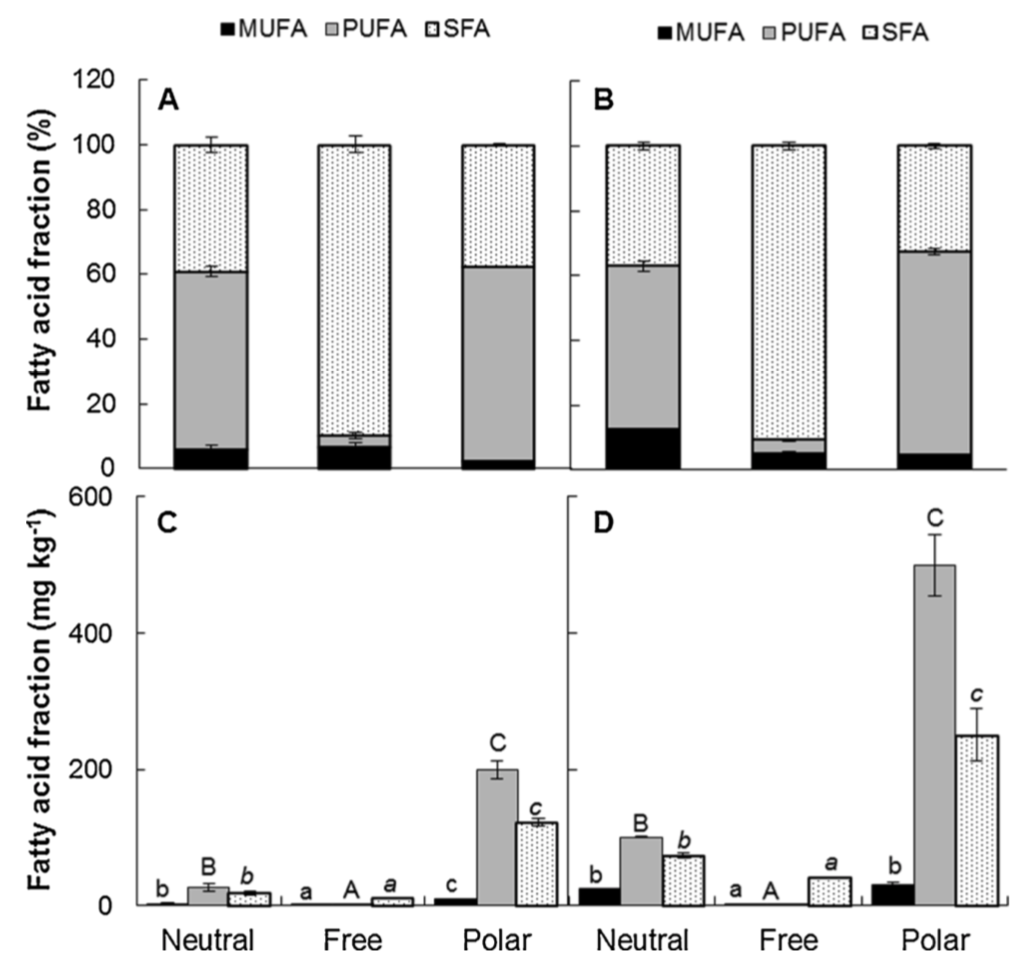 MUFA PUFA SFA
MUFA PUFA SFA
Fatty acid fraction (%)
120
100
80
60
40
20
0
A
B
Fatty acid fraction (mg kg⁻¹)
600
400
200
0
C
b B b
a A a
c C c
Neutral Free Polar
D
b B b
a A a
b C c
Neutral Free Polar